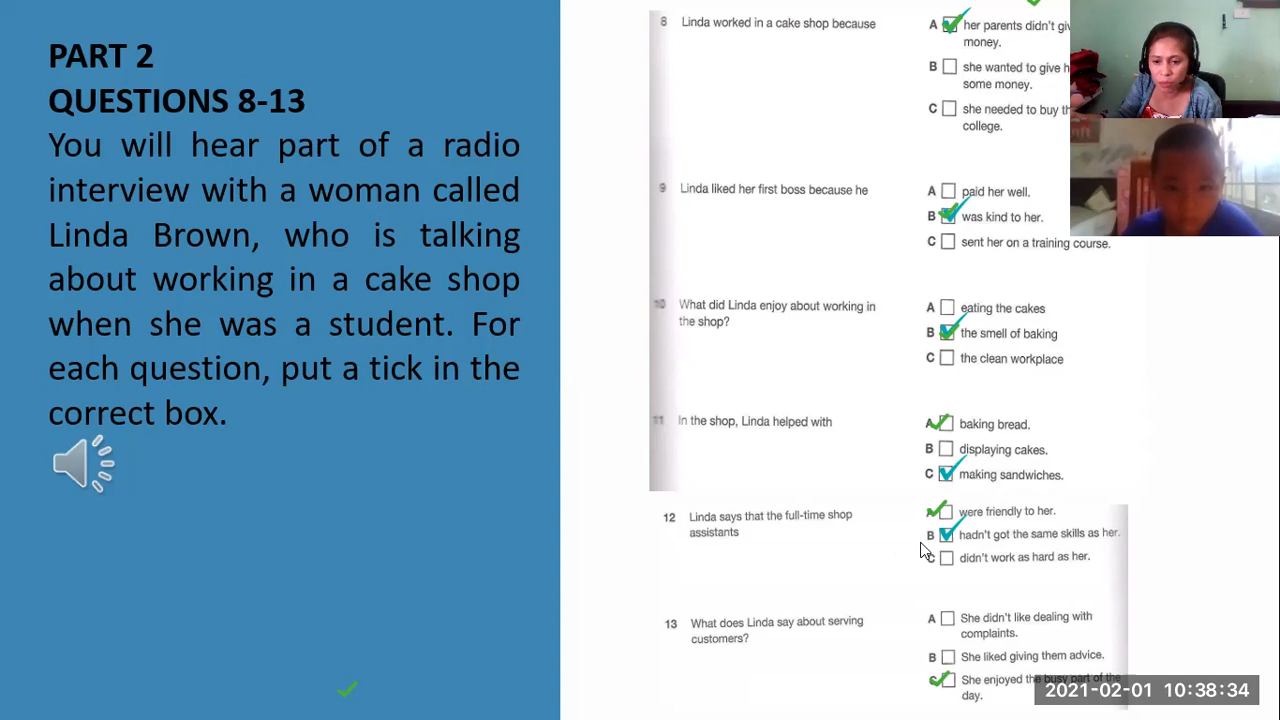 PART 2
QUESTIONS 8-13
You will hear part of a radio
interview with a woman called
Linda Brown, who is talking
about working in a cake shop
when she was a student. For
each question, put a tick in the
correct box.
8 Linda worked in a cake shop because
A her parents didn't
money.
B she wanted to give
some money.
C she needed to buy
college.
9 Linda liked her first boss because he
A paid her well.
B was kind to her.
C sent her on a training course.
10 What did Linda enjoy about working in
the shop?
A eating the cakes
B the smell of baking
C the clean workplace
11 In the shop, Linda helped with
A baking bread.
B displaying cakes.
C making sandwiches.
12 Linda says that the full-time shop
assistants
A were friendly to her.
B hadn't got the same skills as her.
C didn't work as hard as her.
13 What does Linda say about serving
customers?
A She didn't like dealing with
complaints.
B She liked giving them advice.
C She enjoyed the busy part of the
day.
2021-02-01 10:38:34